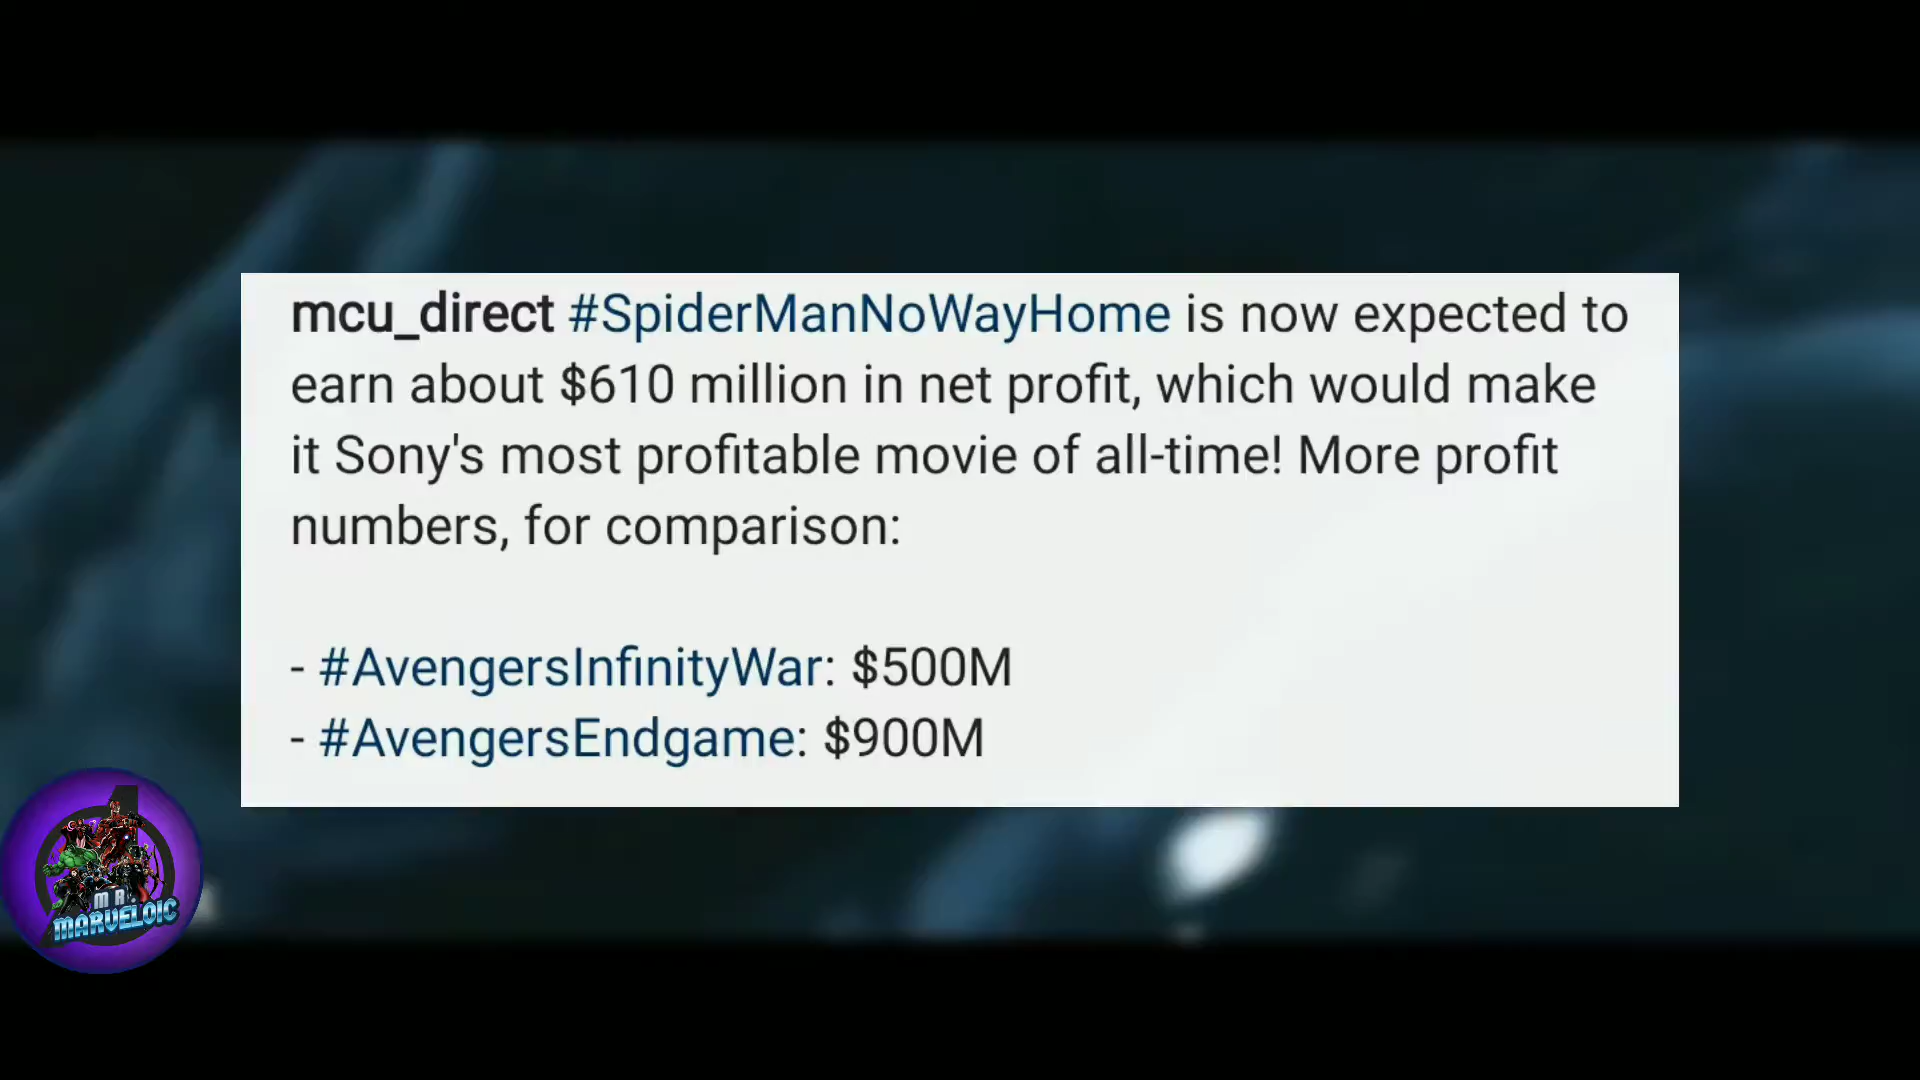 mcu_direct #SpiderManNoWayHome is now expected to
earn about $610 million in net profit, which would make
it Sony's most profitable movie of all-time! More profit
numbers, for comparison:
- #AvengersInfinityWar: $500M
- #AvengersEndgame: $900M
MR.
MARVELOIC